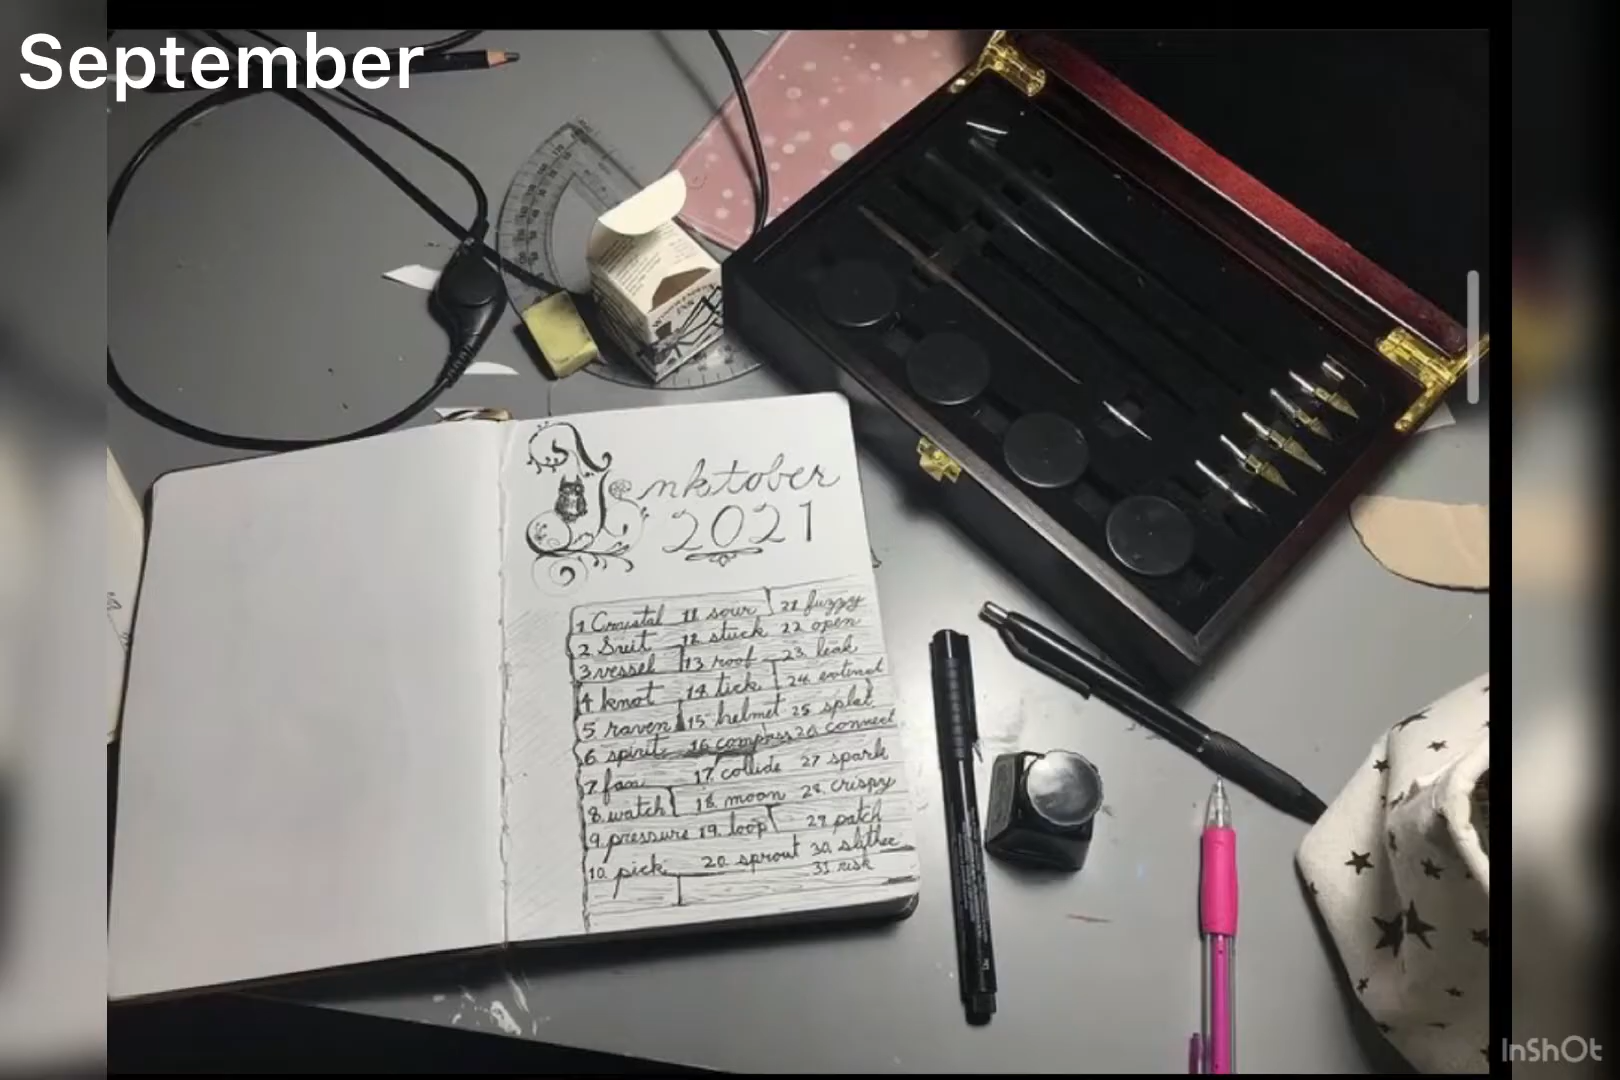 September
Inktober
2021
1 Crystal 11 sour 21 fuzzy
2. Suit 12. stuck 22 open
3 vessel 13 roof 23. leak
4 knot 14. tick 24. extinct
5 raven 15. helmet 25 splat
6 spirit 16. compass 26. connect
7 fan 17. collide 27 spark
8. watch 18. moon 28. crispy
9. pressure 19. loop 29 patch
10. pick 20. sprout 30. slither
31. risk
InShOt